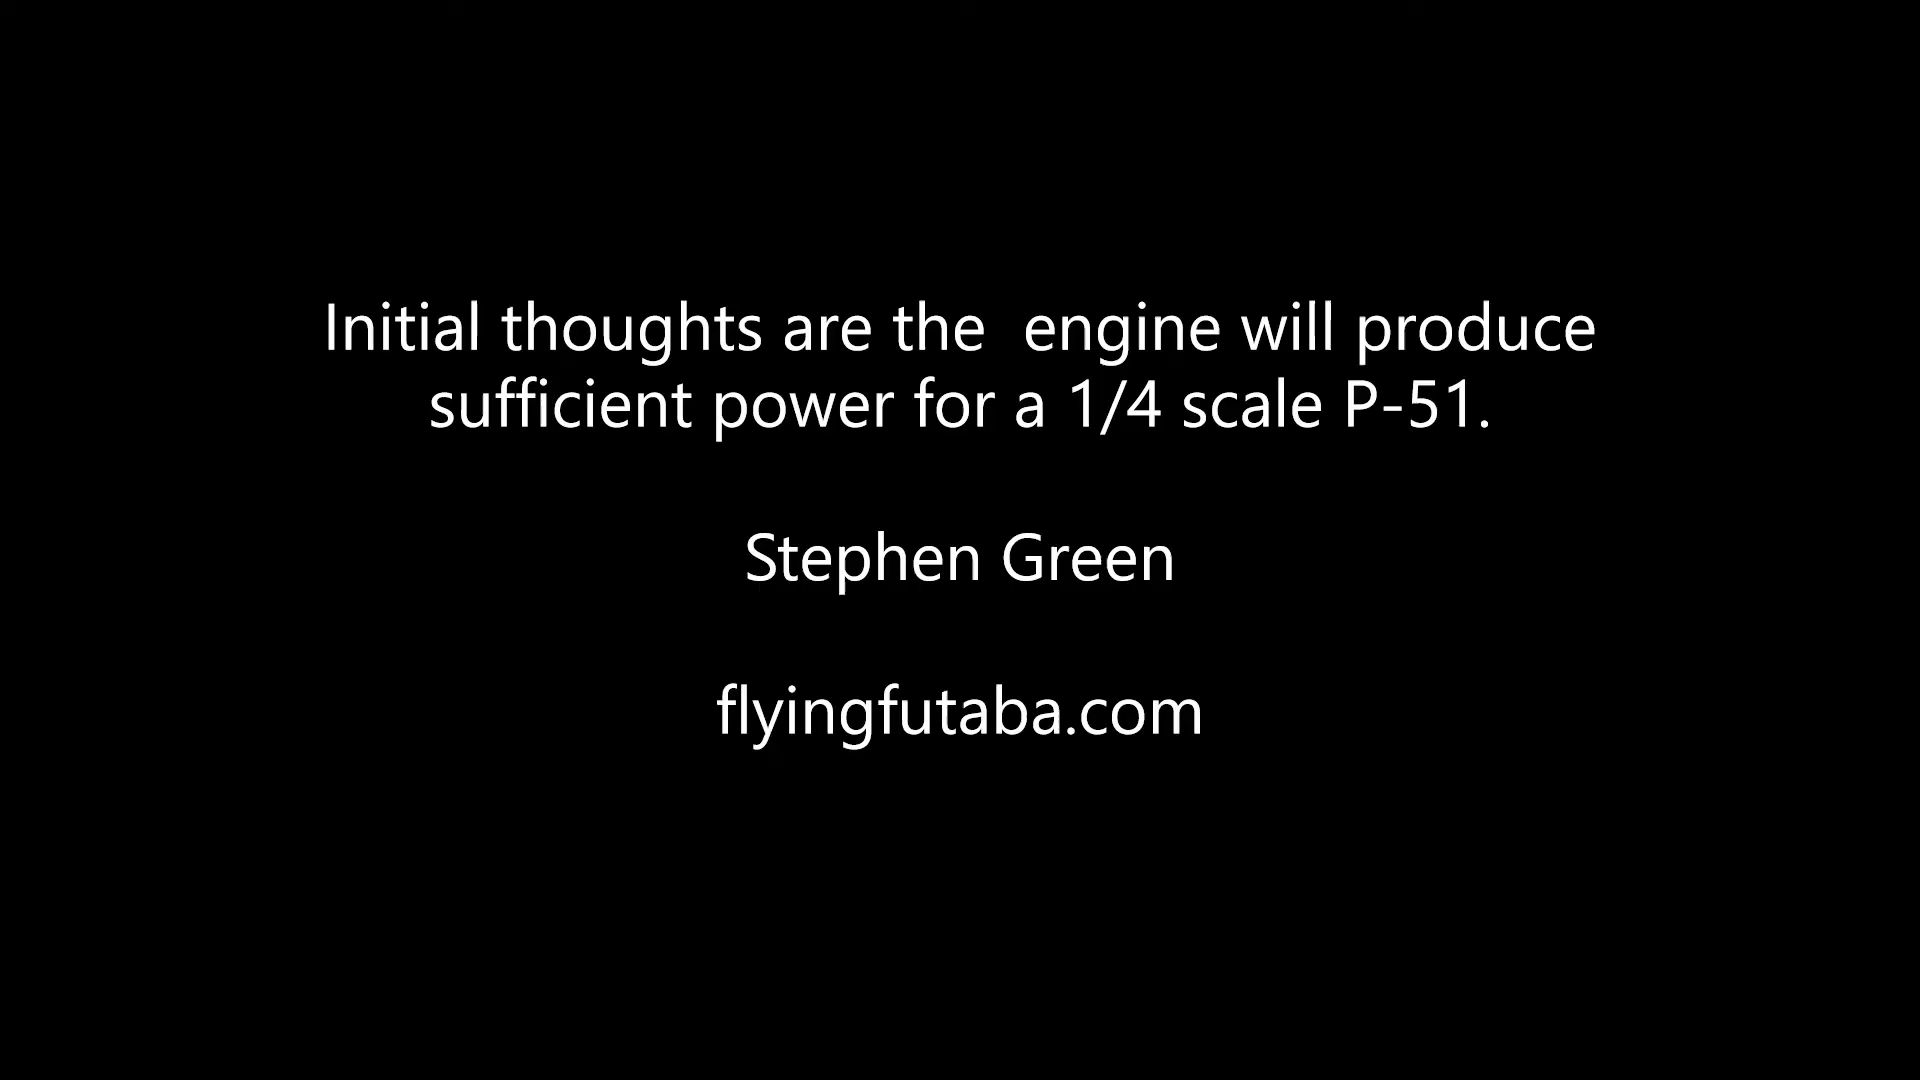 Initial thoughts are the  engine will produce
sufficient power for a 1/4 scale P-51.
Stephen Green
flyingfutaba.com